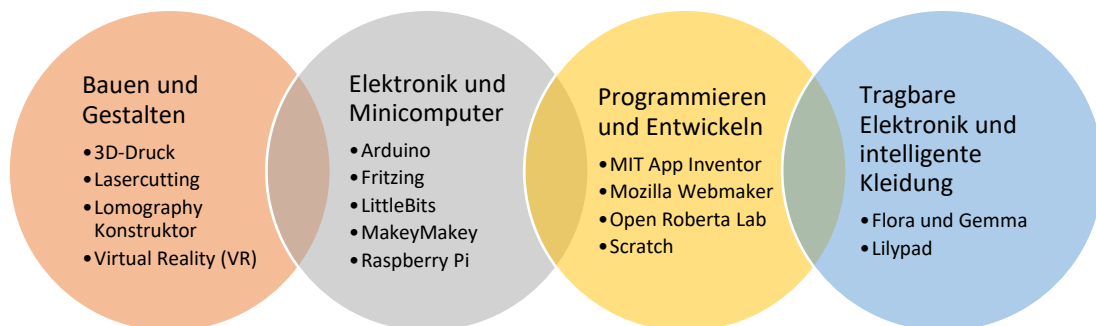 Bauen und
Gestalten
•3D-Druck
•Lasercutting
•Lomography
Konstruktor
•Virtual Reality (VR)
Elektronik und
Minicomputer
•Arduino
•Fritzing
•LittleBits
•MakeyMakey
•Raspberry Pi
Programmieren
und Entwickeln
•MIT App Inventor
•Mozilla Webmaker
•Open Roberta Lab
•Scratch
Tragbare
Elektronik und
intelligente
Kleidung
•Flora und Gemma
•Lilypad